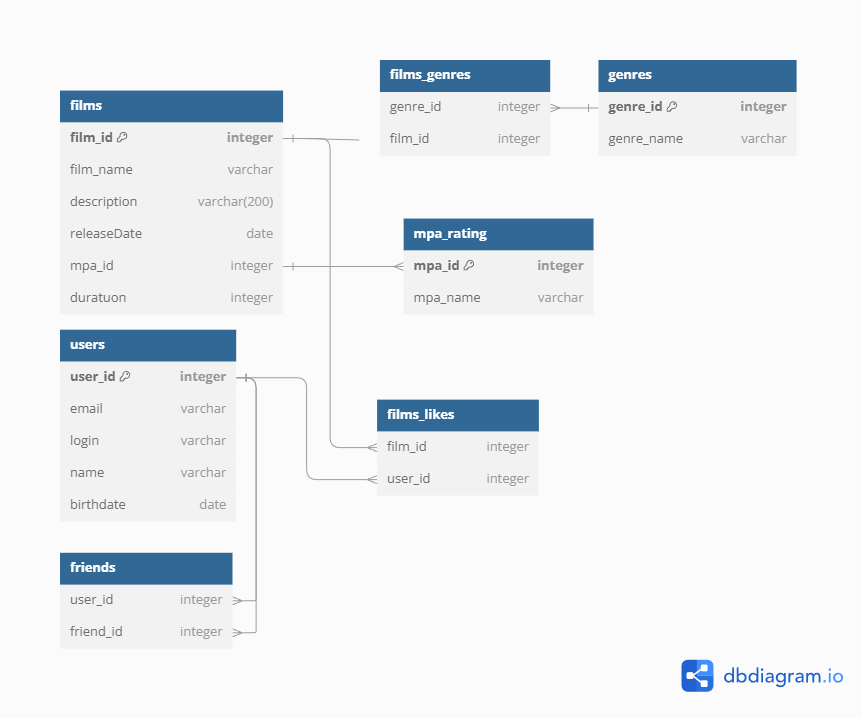 films
film_id integer
film_name varchar
description varchar(200)
releaseDate date
mpa_id integer
duratuon integer
films_genres
genre_id integer
film_id integer
genres
genre_id integer
genre_name varchar
mpa_rating
mpa_id integer
mpa_name varchar
users
user_id integer
email varchar
login varchar
name varchar
birthdate date
films_likes
film_id integer
user_id integer
friends
user_id integer
friend_id integer
dbdiagram.io